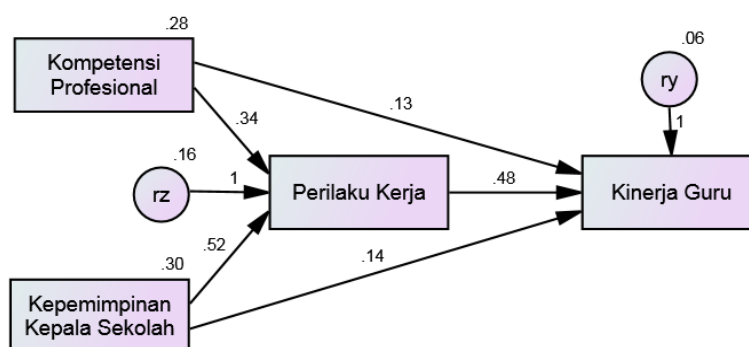 .28
Kompetensi
Profesional
.06
ry
.13
.34
1
.16
rz
1
Perilaku Kerja
.48
Kinerja Guru
.52
.14
.30
Kepemimpinan
Kepala Sekolah